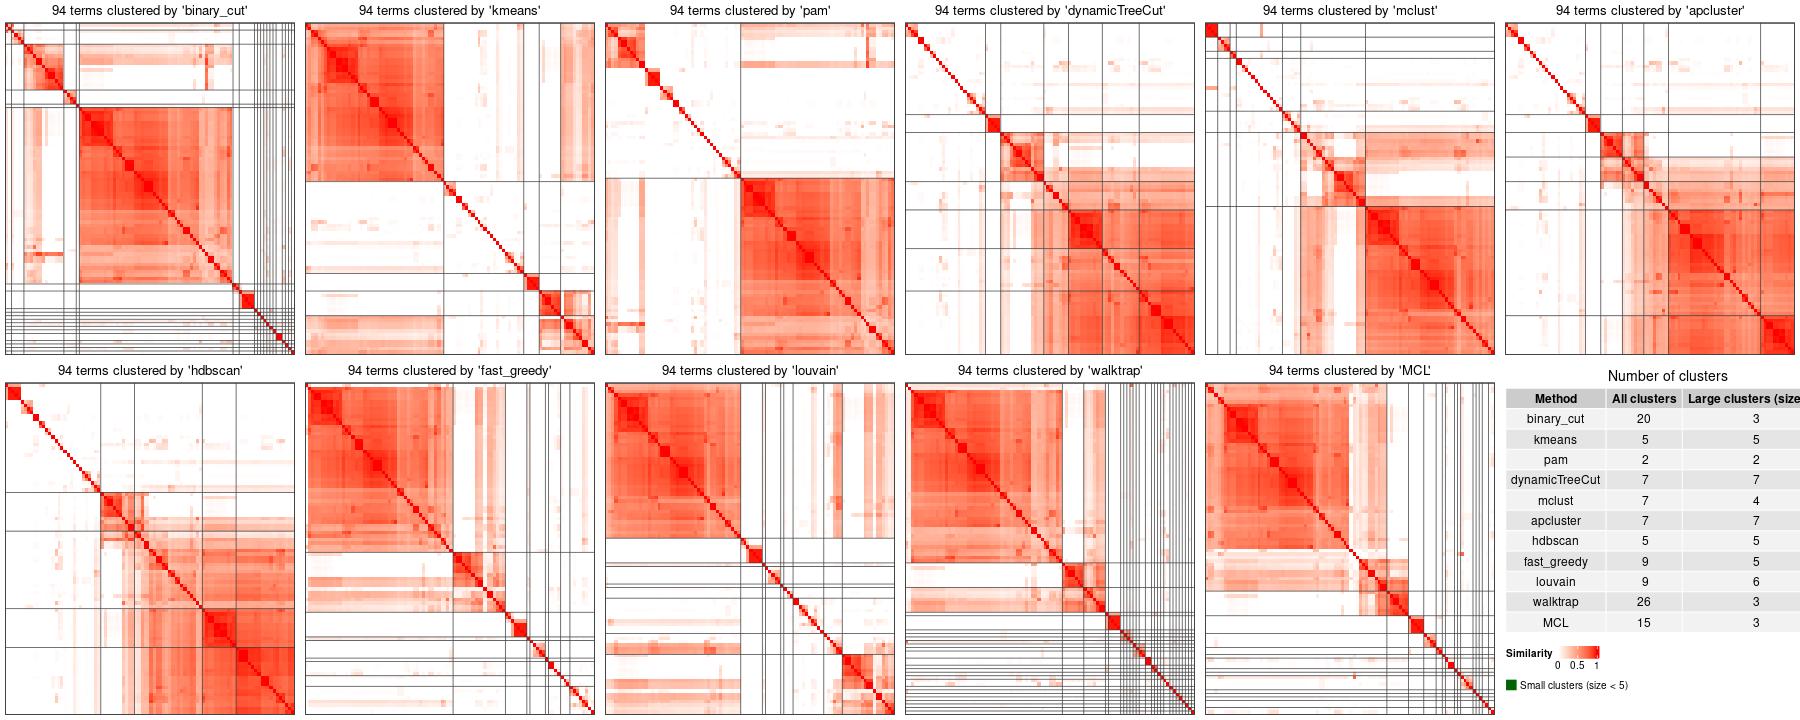 94 terms clustered by 'binary_cut'
94 terms clustered by 'kmeans'
94 terms clustered by 'pam'
94 terms clustered by 'dynamicTreeCut'
94 terms clustered by 'mclust'
94 terms clustered by 'apcluster'
94 terms clustered by 'hdbscan'
94 terms clustered by 'fast_greedy'
94 terms clustered by 'louvain'
94 terms clustered by 'walktrap'
94 terms clustered by 'MCL'
Number of clusters
Method All clusters Large clusters (size
binary_cut 20 3
kmeans 5 5
pam 2 2
dynamicTreeCut 7 7
mclust 7 4
apcluster 7 7
hdbscan 5 5
fast_greedy 9 5
louvain 9 6
walktrap 26 3
MCL 15 3
Similarity
0 0.5 1
Small clusters (size < 5)